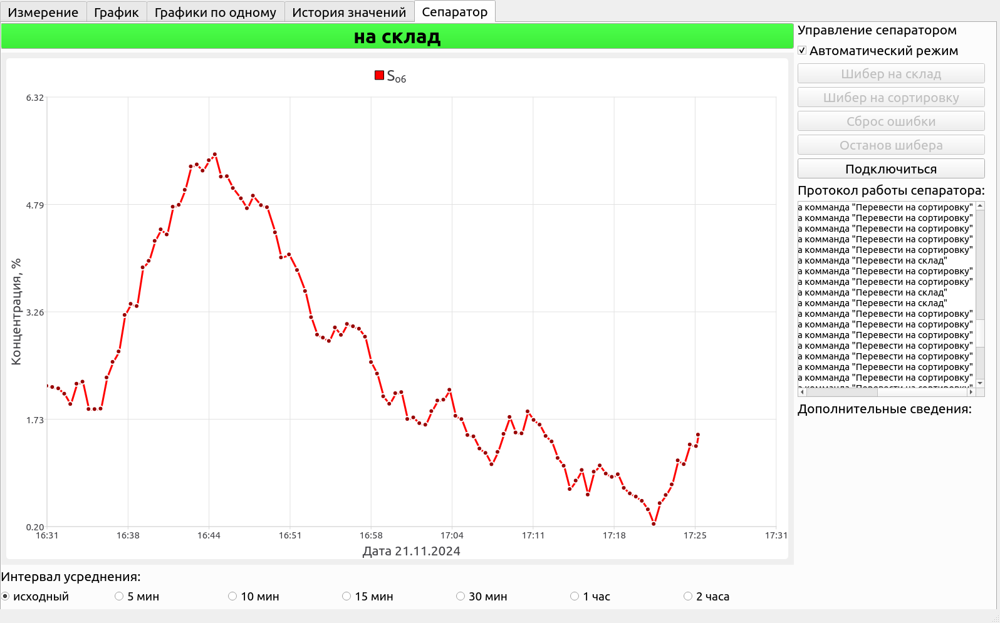 Измерение График Графики по одному История значений Сепаратор
на склад
Sоб
Концентрация, %
6.32
4.79
3.26
1.73
0.20
16:31 16:38 16:44 16:51 16:58 17:04 17:11 17:18 17:25 17:31
Дата 21.11.2024
Интервал усреднения:
исходный 5 мин 10 мин 15 мин 30 мин 1 час 2 часа
Управление сепаратором
Автоматический режим
Шибер на склад
Шибер на сортировку
Сброс ошибки
Останов шибера
Подключиться
Протокол работы сепаратора:
а комманда "Перевести на сортировку"
а комманда "Перевести на сортировку"
а комманда "Перевести на сортировку"
а комманда "Перевести на сортировку"
а комманда "Перевести на сортировку"
а комманда "Перевести на склад"
а комманда "Перевести на сортировку"
а комманда "Перевести на сортировку"
а комманда "Перевести на склад"
а комманда "Перевести на склад"
а комманда "Перевести на сортировку"
а комманда "Перевести на сортировку"
а комманда "Перевести на сортировку"
а комманда "Перевести на сортировку"
а комманда "Перевести на сортировку"
а комманда "Перевести на сортировку"
а комманда "Перевести на сортировку"
а комманда "Перевести на сортировку"
Дополнительные сведения: